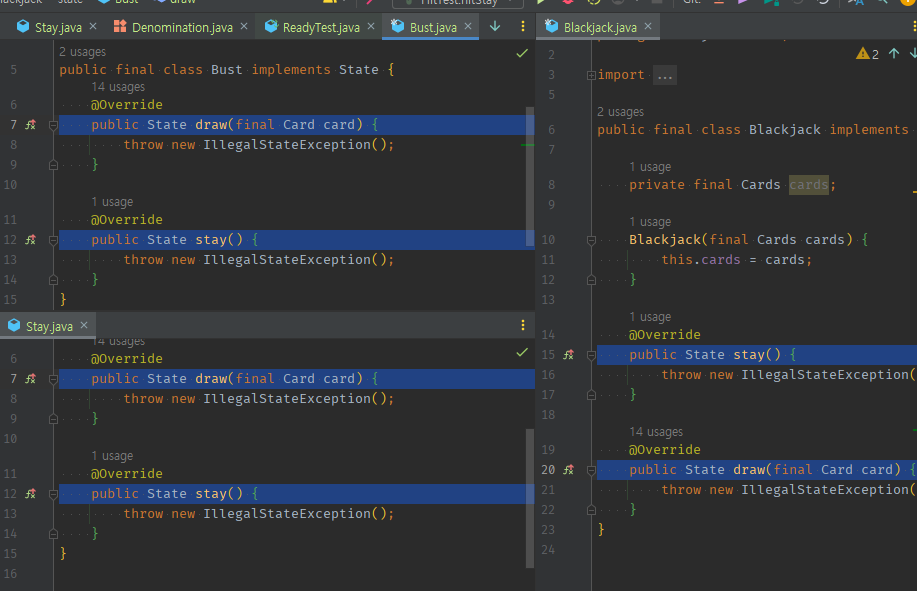 Stay.java
Denomination.java
ReadyTest.java
Bust.java
2 usages
5 public final class Bust implements State {
14 usages
6 @Override
7 public State draw(final Card card) {
8 throw new IllegalStateException();
9 }
10
1 usage
11 @Override
12 public State stay() {
13 throw new IllegalStateException();
14 }
15 }
Stay.java
14 usages
6 @Override
7 public State draw(final Card card) {
8 throw new IllegalStateException();
9 }
10
1 usage
11 @Override
12 public State stay() {
13 throw new IllegalStateException();
14 }
15 }
16
Blackjack.java
2
2
3 import ...
5
2 usages
6 public final class Blackjack implements
7
1 usage
8 private final Cards cards;
9
1 usage
10 Blackjack(final Cards cards) {
11 this.cards = cards;
12 }
13
1 usage
14 @Override
15 public State stay() {
16 throw new IllegalStateException(
17 }
18
14 usages
19 @Override
20 public State draw(final Card card) {
21 throw new IllegalStateException(
22 }
23 }
24